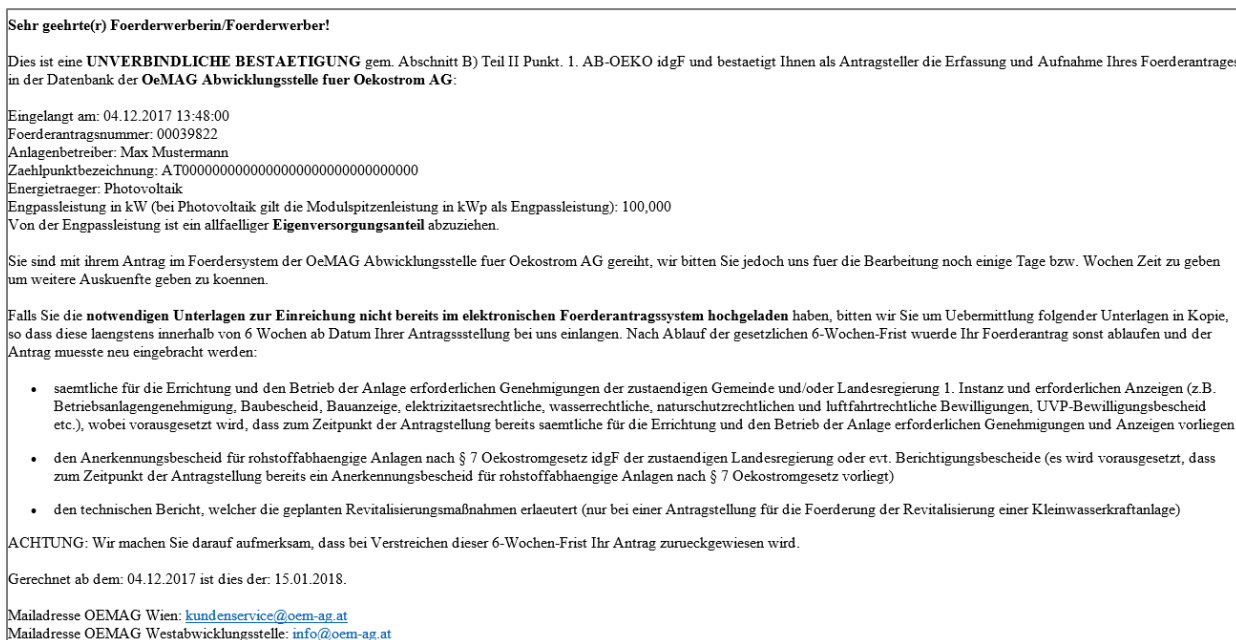 Sehr geehrte(r) Foerderwerberin/Foerderwerber!
Dies ist eine UNVERBINDLICHE BESTAETIGUNG gem. Abschnitt B) Teil II Punkt. 1. AB-OEKO idgF und bestaetigt Ihnen als Antragsteller die Erfassung und Aufnahme Ihres Foerderantrages
in der Datenbank der OeMAG Abwicklungsstelle fuer Oekostrom AG:
Eingelangt am: 04.12.2017 13:48:00
Foerderantragsnummer: 00039822
Anlagenbetreiber: Max Mustermann
Zaehlpunktbezeichnung: AT0000000000000000000000000000000
Energietraeger: Photovoltaik
Engpassleistung in kW (bei Photovoltaik gilt die Modulspitzenleistung in kWp als Engpassleistung): 100,000
Von der Engpassleistung ist ein allfaelliger Eigenversorgungsanteil abzuziehen.
Sie sind mit ihrem Antrag im Foerdersystem der OeMAG Abwicklungsstelle fuer Oekostrom AG gereiht, wir bitten Sie jedoch uns fuer die Bearbeitung noch einige Tage bzw. Wochen Zeit zu geben
um weitere Auskuenfte geben zu koennen.
Falls Sie die notwendigen Unterlagen zur Einreichung nicht bereits im elektronischen Foerderantragssystem hochgeladen haben, bitten wir Sie um Uebermittlung folgender Unterlagen in Kopie,
so dass diese laengstens innerhalb von 6 Wochen ab Datum Ihrer Antragssstellung bei uns einlangen. Nach Ablauf der gesetzlichen 6-Wochen-Frist wuerde Ihr Foerderantrag sonst ablaufen und der
Antrag muesste neu eingebracht werden:
• saemtliche für die Errichtung und den Betrieb der Anlage erforderlichen Genehmigungen der zustaendigen Gemeinde und/oder Landesregierung 1. Instanz und erforderlichen Anzeigen (z.B.
Betriebsanlagengenehmigung, Baubescheid, Bauanzeige, elektrizitaetsrechtliche, wasserrechtliche, naturschutzrechtlichen und luftfahrtrechtliche Bewilligungen, UVP-Bewilligungsbescheid
etc.), wobei vorausgesetzt wird, dass zum Zeitpunkt der Antragstellung bereits saemtliche für die Errichtung und den Betrieb der Anlage erforderlichen Genehmigungen und Anzeigen vorliegen
• den Anerkennungsbescheid für rohstoffabhaengige Anlagen nach § 7 Oekostromgesetz idgF der zustaendigen Landesregierung oder evt. Berichtigungsbescheide (es wird vorausgesetzt, dass
zum Zeitpunkt der Antragstellung bereits ein Anerkennungsbescheid für rohstoffabhaengige Anlagen nach § 7 Oekostromgesetz vorliegt)
• den technischen Bericht, welcher die geplanten Revitalisierungsmaßnahmen erlaeutert (nur bei einer Antragstellung für die Foerderung der Revitalisierung einer Kleinwasserkraftanlage)
ACHTUNG: Wir machen Sie darauf aufmerksam, dass bei Verstreichen dieser 6-Wochen-Frist Ihr Antrag zurueckgewiesen wird.
Gerechnet ab dem: 04.12.2017 ist dies der: 15.01.2018.
Mailadresse OEMAG Wien: kundenservice@oem-ag.at
Mailadresse OEMAG Westabwicklungsstelle: info@oem-ag.at